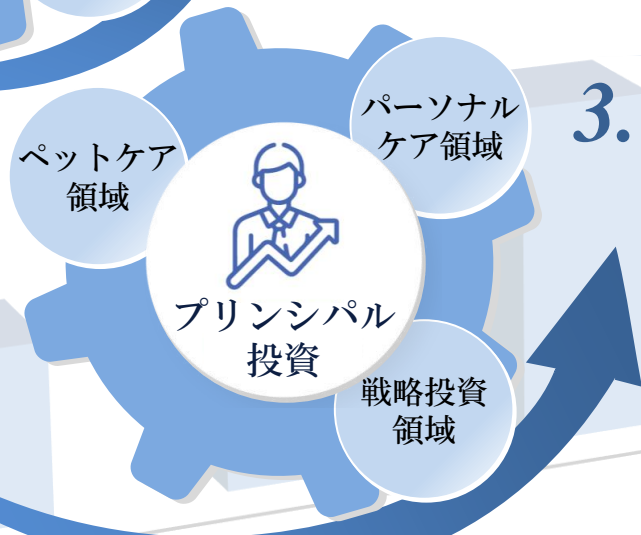 パーソナル
ケア領域
3.
ペットケア
領域
プリンシパル
投資
戦略投資
領域